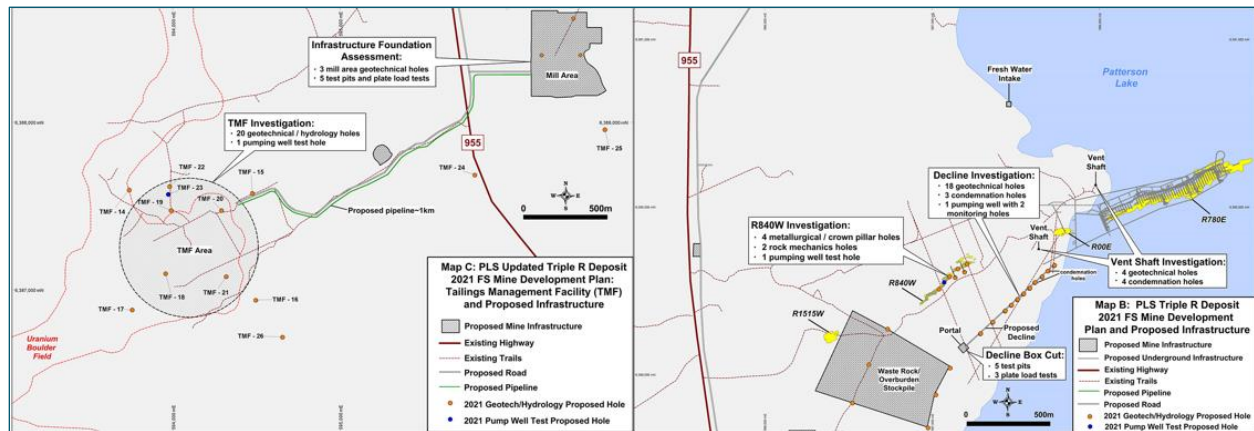 Infrastructure Foundation
Assessment:
· 3 mill area geotechnical holes
· 5 test pits and plate load tests
Mill Area
955
TMF Investigation:
· 20 geotechnical / hydrology holes
· 1 pumping well test hole
TMF - 22
TMF - 23
TMF - 15
TMF - 14
TMF - 19
TMF - 20
TMF - 24
TMF - 25
TMF Area
Proposed pipeline~1km
TMF - 18
TMF - 21
TMF - 17
TMF - 16
TMF - 26
Uranium
Boulder
Field
0 500m
Map C: PLS Updated Triple R Deposit
2021 FS Mine Development Plan:
Tailings Management Facility (TMF)
and Proposed Infrastructure
Proposed Mine Infrastructure
Existing Highway
Existing Trails
Proposed Road
Proposed Pipeline
2021 Geotech/Hydrology Proposed Hole
2021 Pump Well Test Proposed Hole
955
Patterson
Lake
Fresh Water
Intake
Vent
Shaft
Decline Investigation:
· 18 geotechnical holes
· 3 condemnation holes
· 1 pumping well with 2
monitoring holes
R780E
R840W Investigation:
· 4 metallurgical / crown pillar holes
· 2 rock mechanics holes
· 1 pumping well test hole
Vent
Shaft
R00E
Vent Shaft Investigation:
· 4 geotechnical holes
· 4 condemnation holes
condemnation
holes
R840W
R1515W
Portal
Proposed
Decline
Decline Box Cut:
· 5 test pits
· 3 plate load tests
Waste Rock/
Overburden
Stockpile
0 500m
Map B: PLS Triple R Deposit
2021 FS Mine Development
Plan and Proposed Infrastructure
Proposed Mine Infrastructure
Proposed Underground Infrastructure
Existing Highway
Existing Trails
Proposed Pipeline
Proposed Road
2021 Geotech/Hydrology Proposed Hole
2021 Pump Well Test Proposed Hole